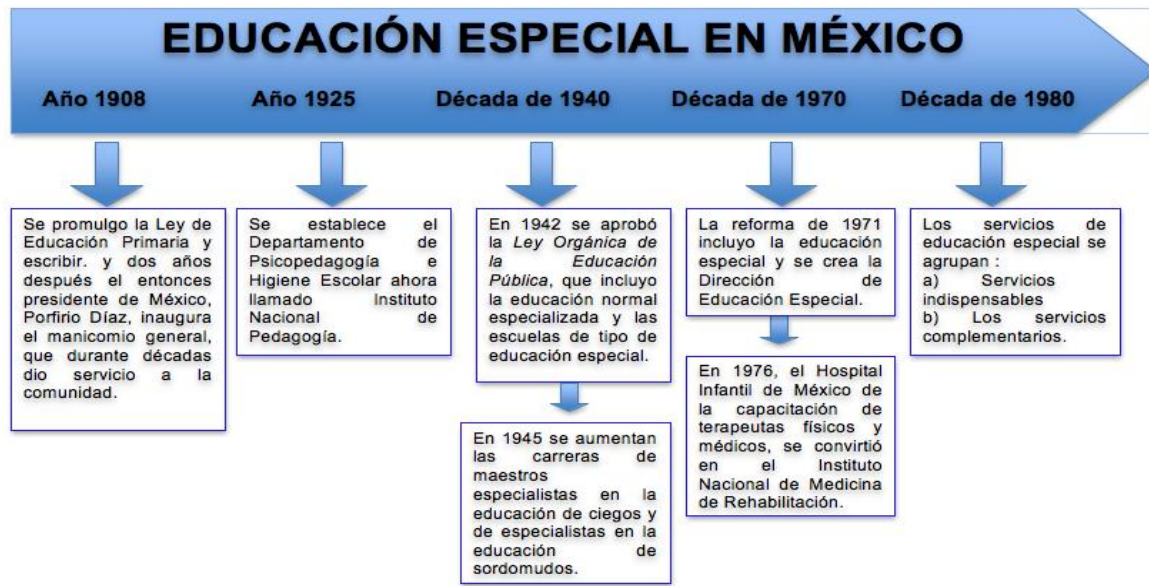 EDUCACIÓN ESPECIAL EN MÉXICO
Año 1908
Año 1925
Década de 1940
Década de 1970
Década de 1980
Se promulgo la Ley de
Educación Primaria y
escribir. y dos años
después el entonces
presidente de México,
Porfirio Díaz, inaugura
el manicomio general,
que durante décadas
dio servicio a la
comunidad.
Se establece el
Departamento de
Psicopedagogía e
Higiene Escolar ahora
llamado Instituto
Nacional de
Pedagogía.
En 1942 se aprobó
la Ley Orgánica de
la Educación
Pública, que incluyo
la educación normal
especializada y las
escuelas de tipo de
educación especial.
En 1945 se aumentan
las carreras de
maestros
especialistas en la
educación de ciegos y
de especialistas en la
educación de
sordomudos.
La reforma de 1971
incluyo la educación
especial y se crea la
Dirección de
Educación Especial.
En 1976, el Hospital
Infantil de México de
la capacitación de
terapeutas físicos y
médicos, se convirtió
en el Instituto
Nacional de Medicina
de Rehabilitación.
Los servicios de
educación especial se
agrupan :
a) Servicios
indispensables
b) Los servicios
complementarios.